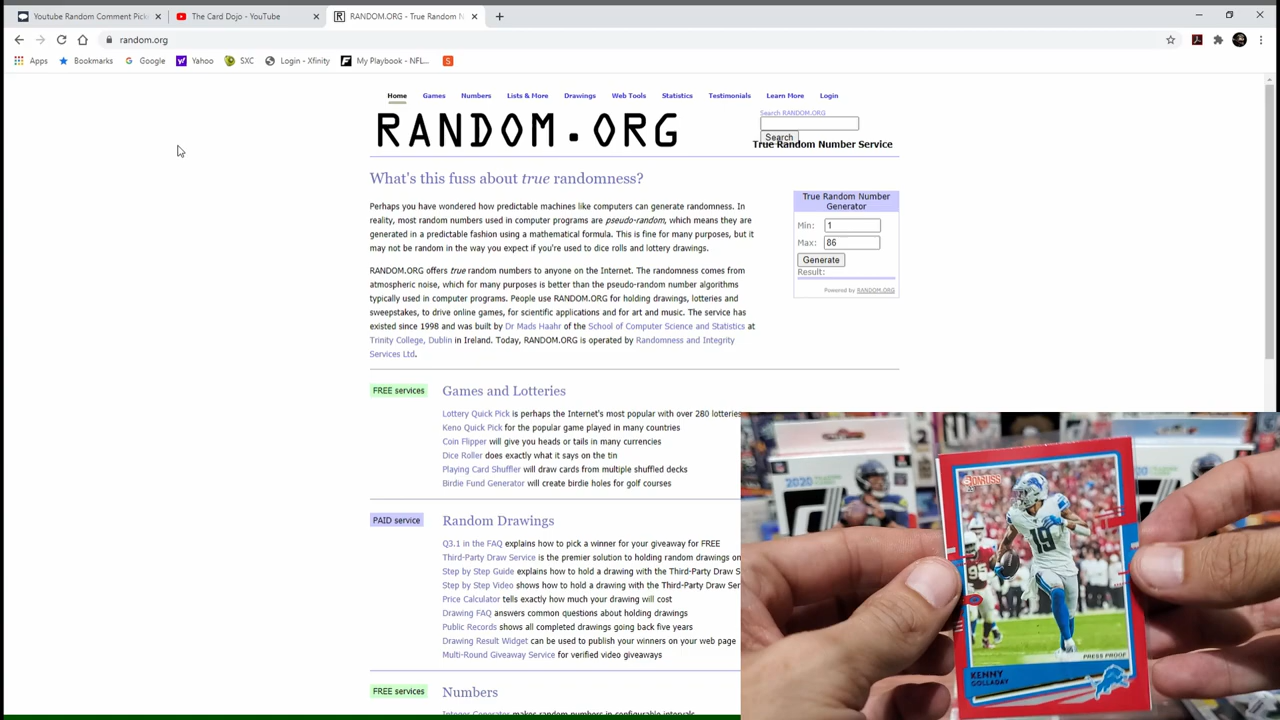 Youtube Random Comment Pick
The Card Dojo - YouTube
RANDOM.ORG - True Random N
random.org
Apps
Bookmarks
Google
Yahoo
SXC
Login - Xfinity
My Playbook - NFL...
Home
Games
Numbers
Lists & More
Drawings
Web Tools
Statistics
Testimonials
Learn More
Login
RANDOM.ORG
Search RANDOM.ORG
Search
True Random Number Service
What's this fuss about true randomness?
Perhaps you have wondered how predictable machines like computers can generate randomness. In
reality, most random numbers used in computer programs are pseudo-random, which means they are
generated in a predictable fashion using a mathematical formula. This is fine for many purposes, but it
may not be random in the way you expect if you're used to dice rolls and lottery drawings.
RANDOM.ORG offers true random numbers to anyone on the Internet. The randomness comes from
atmospheric noise, which for many purposes is better than the pseudo-random number algorithms
typically used in computer programs. People use RANDOM.ORG for holding drawings, lotteries and
sweepstakes, to drive online games, for scientific applications and for art and music. The service has
existed since 1998 and was built by Dr Mads Haahr of the School of Computer Science and Statistics at
Trinity College, Dublin in Ireland. Today, RANDOM.ORG is operated by Randomness and Integrity
Services Ltd.
True Random Number
Generator
Min: 1
Max: 86
Generate
Result:
Powered by RANDOM.ORG
FREE services
Games and Lotteries
Lottery Quick Pick is perhaps the Internet's most popular with over 280 lotteries
Keno Quick Pick for the popular game played in many countries
Coin Flipper will give you heads or tails in many currencies
Dice Roller does exactly what it says on the tin
Playing Card Shuffler will draw cards from multiple shuffled decks
Birdie Fund Generator will create birdie holes for golf courses
PAID service
Random Drawings
Q3.1 in the FAQ explains how to pick a winner for your giveaway for FREE
Third-Party Draw Service is the premier solution to holding random drawings on
Step by Step Guide explains how to hold a drawing with the Third-Party Draw S
Step by Step Video shows how to hold a drawing with the Third-Party Draw Ser
Price Calculator tells exactly how much your drawing will cost
Drawing FAQ answers common questions about holding drawings
Public Records shows all completed drawings going back five years
Drawing Result Widget can be used to publish your winners on your web page
Multi-Round Giveaway Service for verified video giveaways
FREE services
Numbers
Integer Generator makes random numbers in configurable intervals
2020
DONRUSS
19
95
PRESS PROOF
KENNY
GOLLADAY